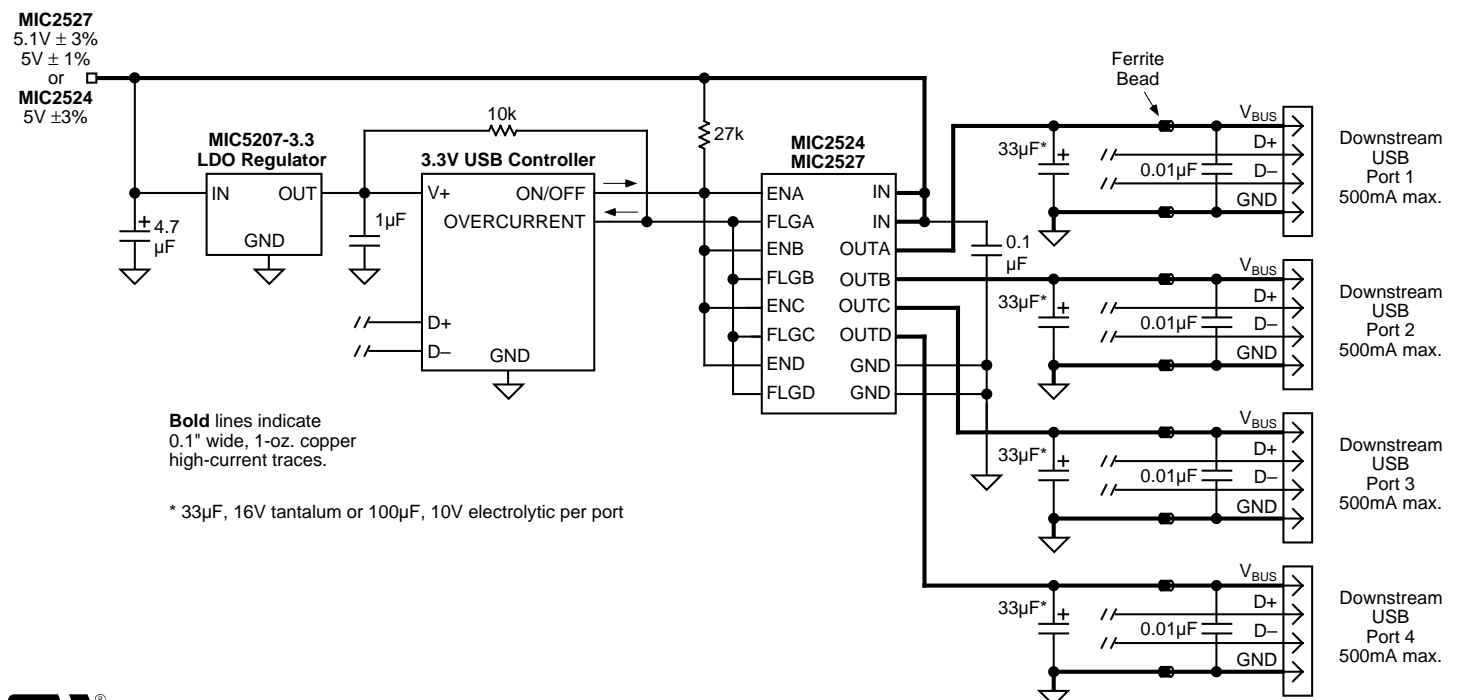 MIC2527
5.1V ± 3%
5V ± 1%
or
MIC2524
5V ±3%
MIC5207-3.3
LDO Regulator
IN
OUT
GND
+ 4.7
µF
1µF
10k
3.3V USB Controller
V+
ON/OFF
OVERCURRENT
D+
D–
GND
27k
MIC2524
MIC2527
ENA
FLGA
ENB
FLGB
ENC
FLGC
END
FLGD
IN
IN
OUTA
OUTB
OUTC
OUTD
GND
GND
0.1
µF
Ferrite
Bead
33µF*
+
0.01µF
VBUS
D+
D–
GND
Downstream
USB
Port 1
500mA max.
33µF*
+
0.01µF
VBUS
D+
D–
GND
Downstream
USB
Port 2
500mA max.
33µF*
+
0.01µF
VBUS
D+
D–
GND
Downstream
USB
Port 3
500mA max.
33µF*
+
0.01µF
VBUS
D+
D–
GND
Downstream
USB
Port 4
500mA max.
Bold lines indicate
0.1" wide, 1-oz. copper
high-current traces.
* 33µF, 16V tantalum or 100µF, 10V electrolytic per port
®